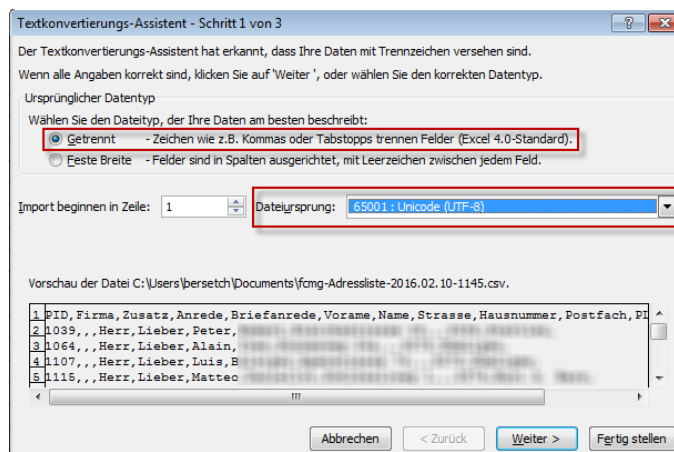 Textkonvertierungs-Assistent - Schritt 1 von 3
Der Textkonvertierungs-Assistent hat erkannt, dass Ihre Daten mit Trennzeichen versehen sind.
Wenn alle Angaben korrekt sind, klicken Sie auf 'Weiter ', oder wählen Sie den korrekten Datentyp.
Ursprünglicher Datentyp
Wählen Sie den Dateityp, der Ihre Daten am besten beschreibt:
Getrennt - Zeichen wie z.B. Kommas oder Tabstopps trennen Felder (Excel 4.0-Standard).
Feste Breite - Felder sind in Spalten ausgerichtet, mit Leerzeichen zwischen jedem Feld.
Import beginnen in Zeile: 1 Dateiursprung: 65001 : Unicode (UTF-8)
Vorschau der Datei C:\Users\bersetch\Documents\fcmg-Adressliste-2016.02.10-1145.csv.
1 PID,Firma,Zusatz,Anrede,Briefanrede,Vorame,Name,Strasse,Hausnummer,Postfach,PL
2 1039,,,Herr,Lieber,Peter,
3 1064,,,Herr,Lieber,Alain,
4 1107,,,Herr,Lieber,Luis,B
5 1115,,,Herr,Lieber,Matteo
Abbrechen < Zurück Weiter > Fertig stellen